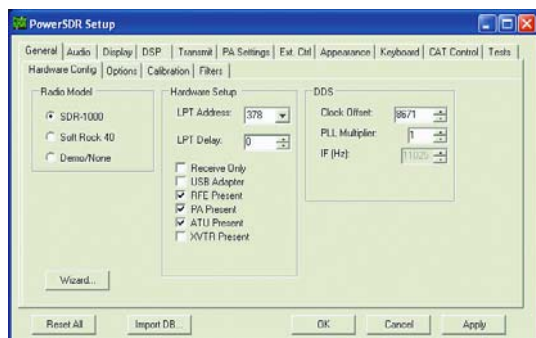 PowerSDR Setup
General Audio Display DSP Transmit PA Settings Ext. Ctrl Appearance Keyboard CAT Control Tests
Hardware Config Options Calibration Filters
Radio Model
SDR-1000
Soft Rock 40
Demo/None
Hardware Setup
LPT Address: 378
LPT Delay: 0
Receive Only
USB Adapter
RFE Present
PA Present
ATU Present
XVTR Present
DDS
Clock Offset: 8671
PLL Multiplier: 1
IF (Hz): 11025
Wizard...
Reset All Import DB... OK Cancel Apply